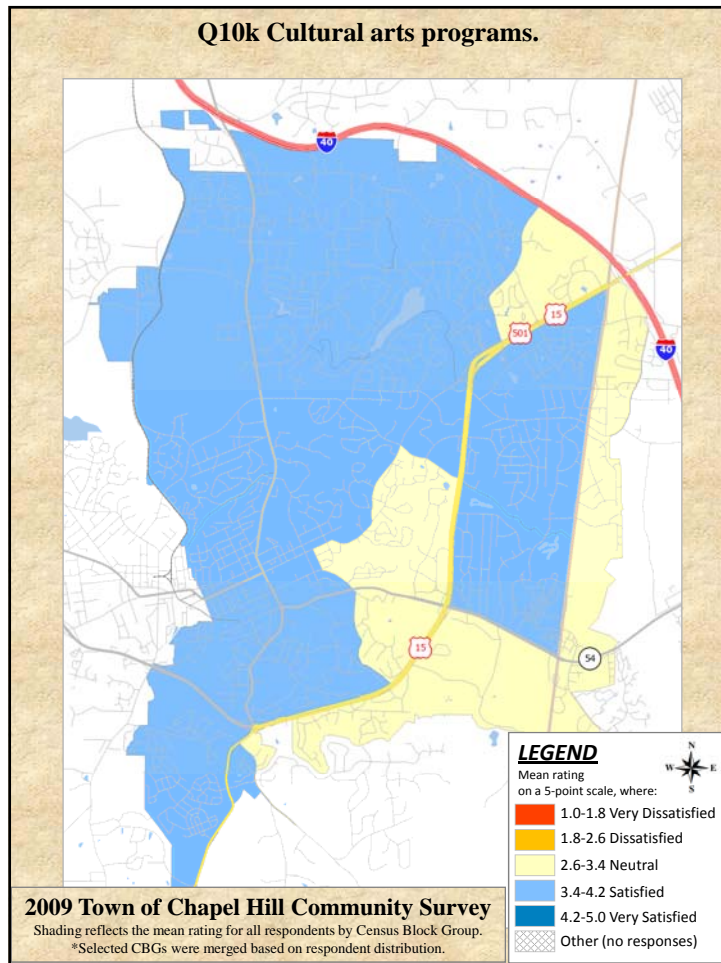 Q10k Cultural arts programs.
40
15
501
40
15
54
LEGEND
Mean rating
on a 5-point scale, where:
N
W E
S
1.0-1.8 Very Dissatisfied
1.8-2.6 Dissatisfied
2.6-3.4 Neutral
3.4-4.2 Satisfied
4.2-5.0 Very Satisfied
Other (no responses)
2009 Town of Chapel Hill Community Survey
Shading reflects the mean rating for all respondents by Census Block Group.
*Selected CBGs were merged based on respondent distribution.